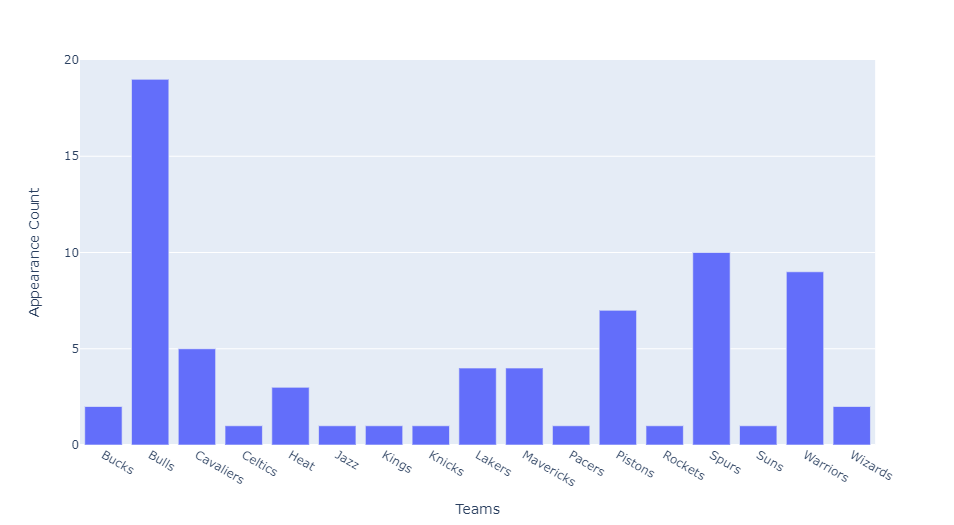 20
15
10
5
0
Appearance Count
Bucks
Bulls
Cavaliers
Celtics
Heat
Jazz
Kings
Knicks
Lakers
Mavericks
Pacers
Pistons
Rockets
Spurs
Suns
Warriors
Wizards
Teams